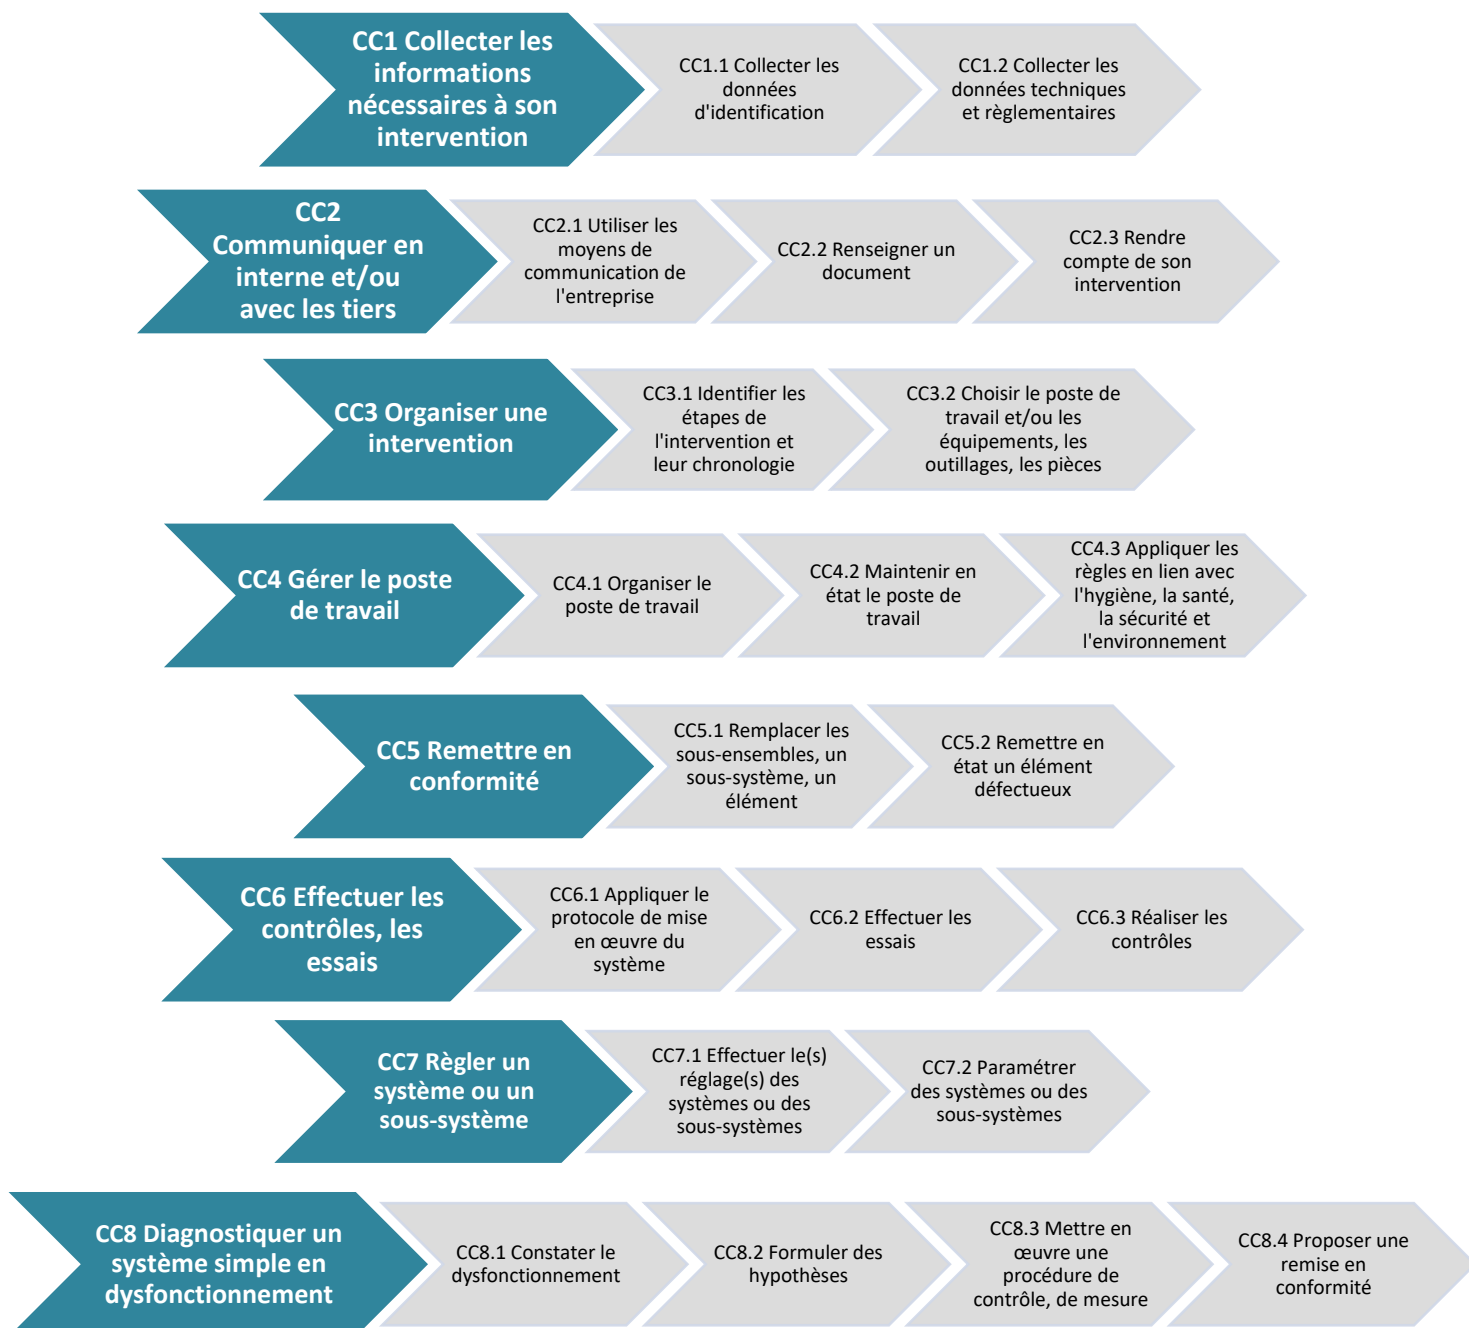 CC1 Collecter les
informations
nécessaires à son
intervention
CC1.1 Collecter les
données
d'identification
CC1.2 Collecter les
données techniques
et règlementaires
CC2
Communiquer en
interne et/ou
avec les tiers
CC2.1 Utiliser les
moyens de
communication de
l'entreprise
CC2.2 Renseigner un
document
CC2.3 Rendre
compte de son
intervention
CC3 Organiser une
intervention
CC3.1 Identifier les
étapes de
l'intervention et
leur chronologie
CC3.2 Choisir le poste de
travail et/ou les
équipements, les
outillages, les pièces
CC4 Gérer le poste
de travail
CC4.1 Organiser le
poste de travail
CC4.2 Maintenir en
état le poste de
travail
CC4.3 Appliquer les
règles en lien avec
l'hygiène, la santé,
la sécurité et
l'environnement
CC5 Remettre en
conformité
CC5.1 Remplacer les
sous-ensembles, un
sous-système, un
élément
CC5.2 Remettre en
état un élément
défectueux
CC6 Effectuer les
contrôles, les
essais
CC6.1 Appliquer le
protocole de mise
en œuvre du
système
CC6.2 Effectuer les
essais
CC6.3 Réaliser les
contrôles
CC7 Règler un
système ou un
sous-système
CC7.1 Effectuer le(s)
réglage(s) des
systèmes ou des
sous-systèmes
CC7.2 Paramétrer
des systèmes ou des
sous-systèmes
CC8 Diagnostiquer un
système simple en
dysfonctionnement
CC8.1 Constater le
dysfonctionnement
CC8.2 Formuler des
hypothèses
CC8.3 Mettre en
œuvre une
procédure de
contrôle, de mesure
CC8.4 Proposer une
remise en
conformité